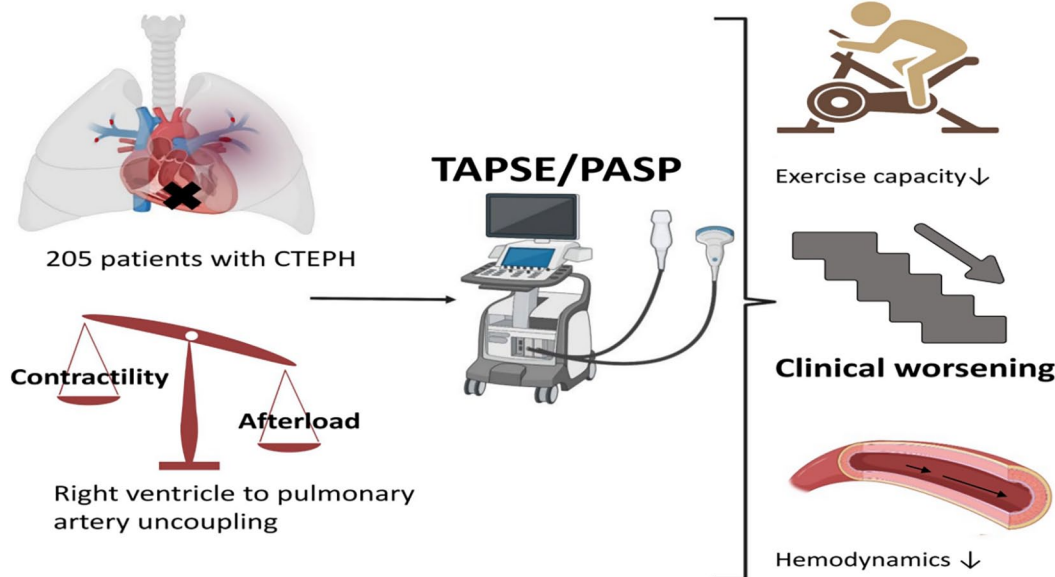 205 patients with CTEPH
Contractility
Afterload
Right ventricle to pulmonary
artery uncoupling
TAPSE/PASP
Exercise capacity↓
Clinical worsening
Hemodynamics ↓